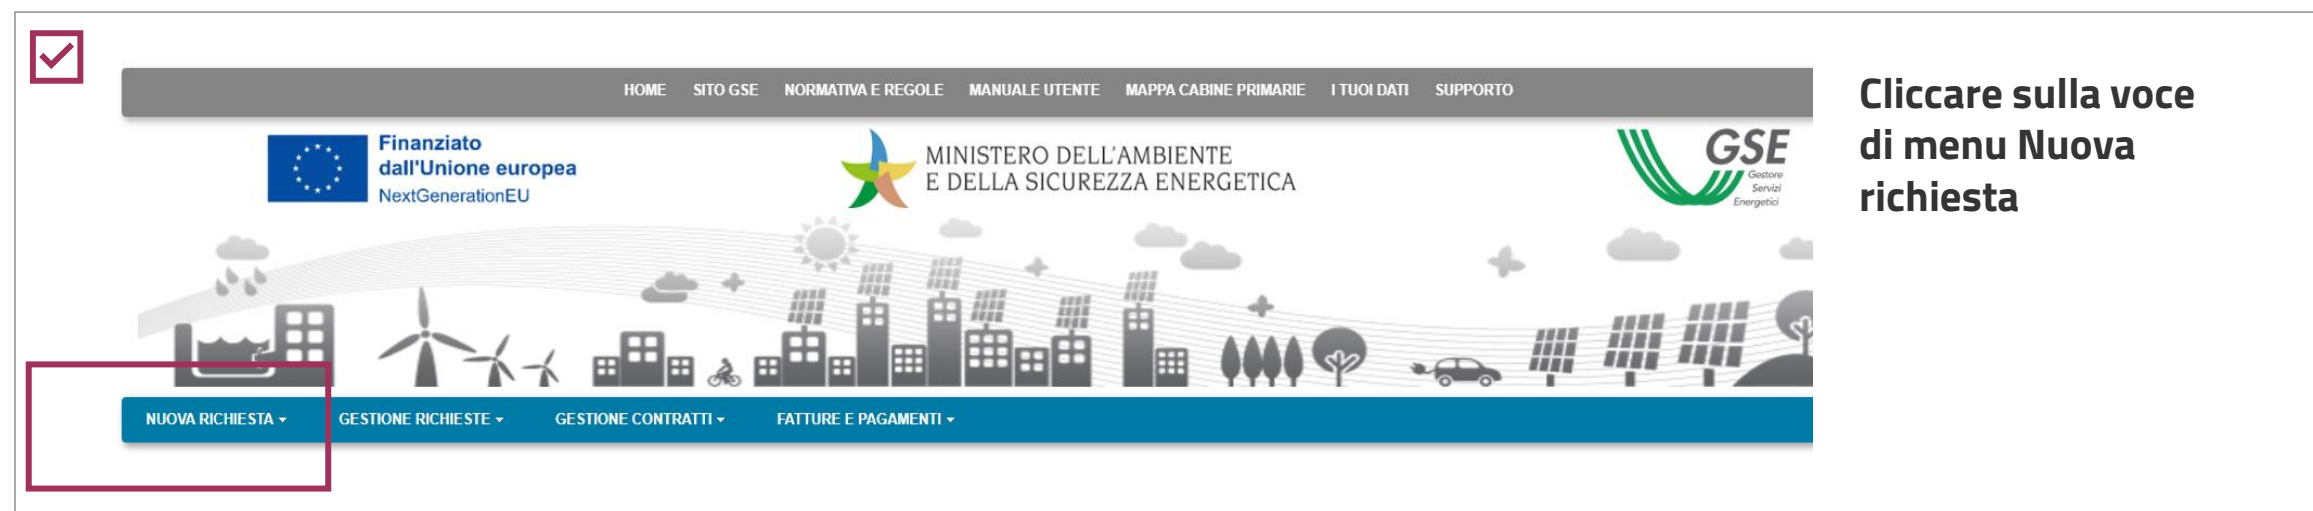 HOME SITO GSE NORMATIVA E REGOLE MANUALE UTENTE MAPPA CABINE PRIMARIE I TUOI DATI SUPPORTO
Finanziato
dall'Unione europea
NextGenerationEU
MINISTERO DELL'AMBIENTE
E DELLA SICUREZZA ENERGETICA
GSE
Gestore
Servizi
Energetici
NUOVA RICHIESTA GESTIONE RICHIESTE GESTIONE CONTRATTI FATTURE E PAGAMENTI
Cliccare sulla voce
di menu Nuova
richiesta